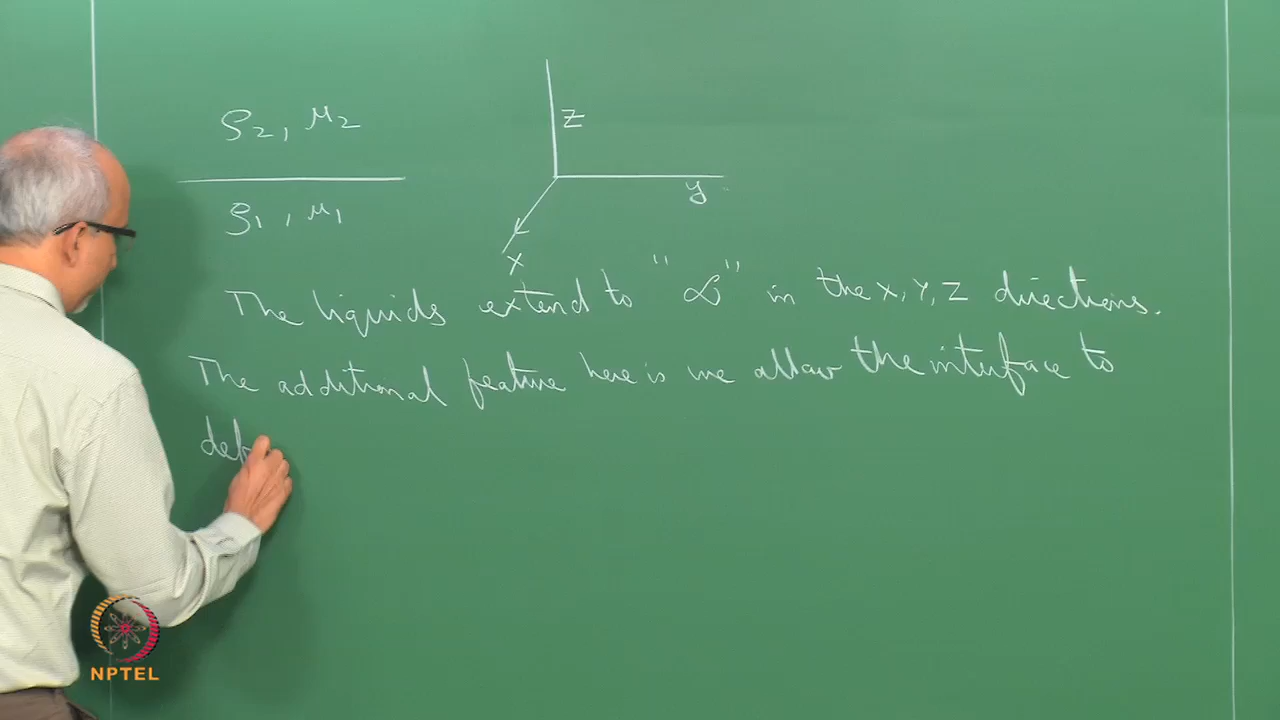 ρ2, μ2
ρ1, μ1
z
y
x
The liquids extend to "∞" in the x, y, z directions.
The additional feature here is we allow the interface to
def
NPTEL